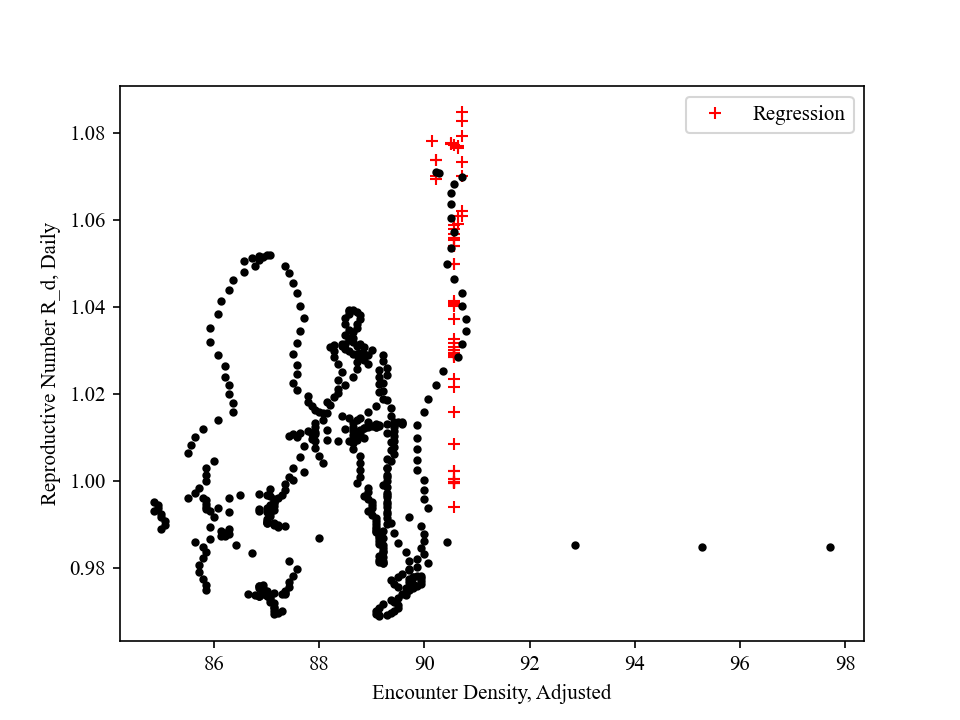 Regression
1.08
1.06
1.04
1.02
1.00
0.98
Reproductive Number R_d, Daily
86 88 90 92 94 96 98
Encounter Density, Adjusted